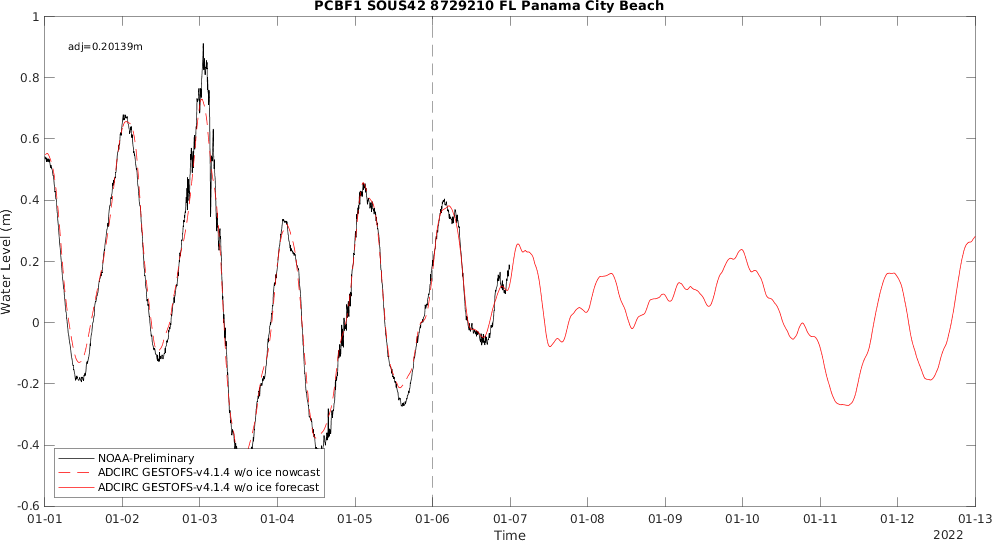 PCBF1 SOUS42 8729210 FL Panama City Beach
1
adj=0.20139m
0.8
0.6
0.4
0.2
0
-0.2
-0.4
-0.6
Water Level (m)
NOAA-Preliminary
ADCIRC GESTOFS-v4.1.4 w/o ice nowcast
ADCIRC GESTOFS-v4.1.4 w/o ice forecast
01-01 01-02 01-03 01-04 01-05 01-06 01-07 01-08 01-09 01-10 01-11 01-12 01-13
Time
2022